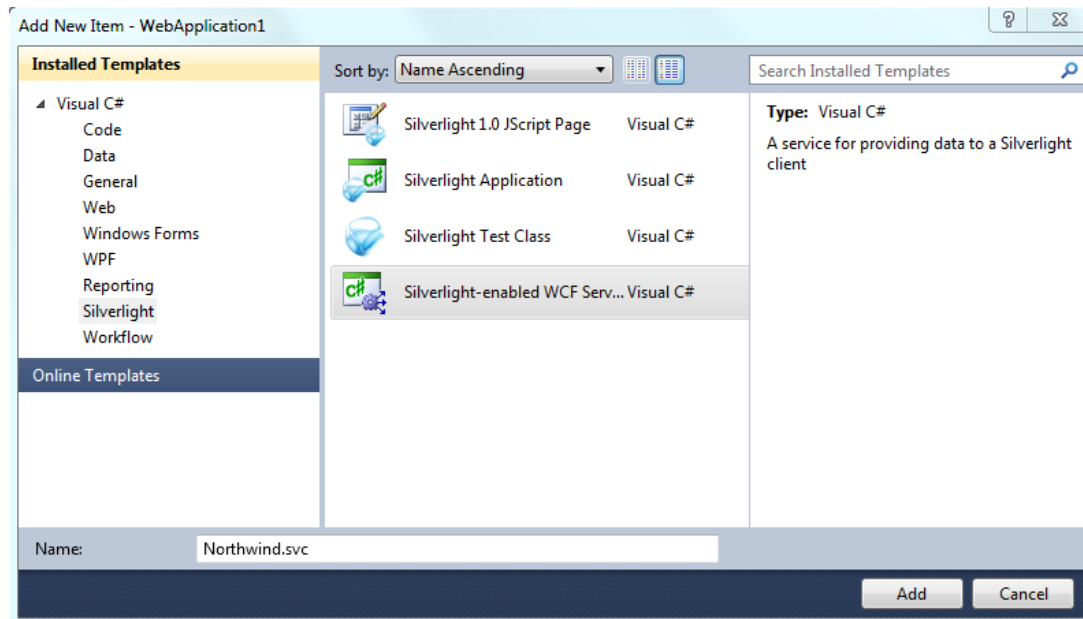 Add New Item - WebApplication1
Installed Templates
Visual C#
Code
Data
General
Web
Windows Forms
WPF
Reporting
Silverlight
Workflow
Online Templates
Sort by: Name Ascending
Silverlight 1.0 JScript Page Visual C#
Silverlight Application Visual C#
Silverlight Test Class Visual C#
Silverlight-enabled WCF Serv... Visual C#
Search Installed Templates
Type: Visual C#
A service for providing data to a Silverlight
client
Name: Northwind.svc
Add Cancel